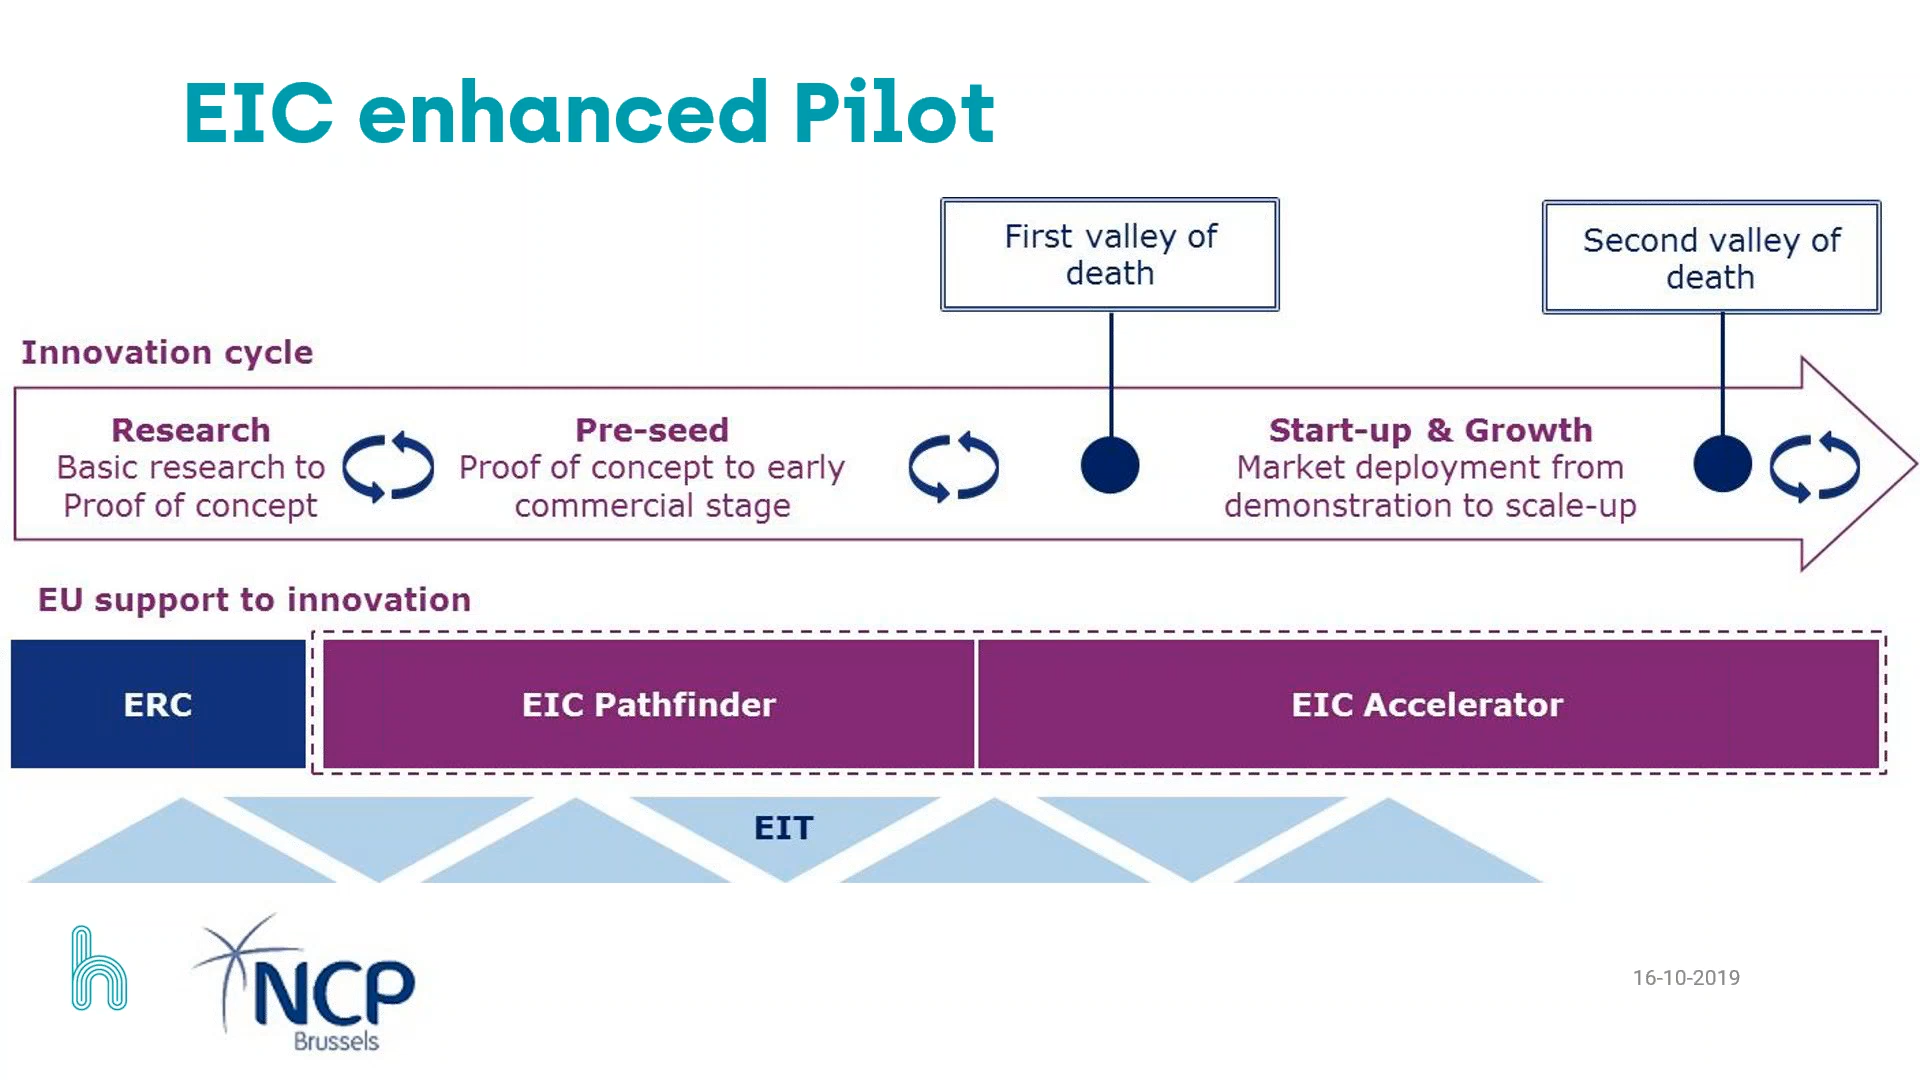 EIC enhanced Pilot
First valley of
death
Second valley of
death
Innovation cycle
Research
Basic research to
Proof of concept
Pre-seed
Proof of concept to early
commercial stage
Start-up & Growth
Market deployment from
demonstration to scale-up
EU support to innovation
ERC
EIC Pathfinder
EIC Accelerator
EIT
h
NCP
Brussels
16-10-2019